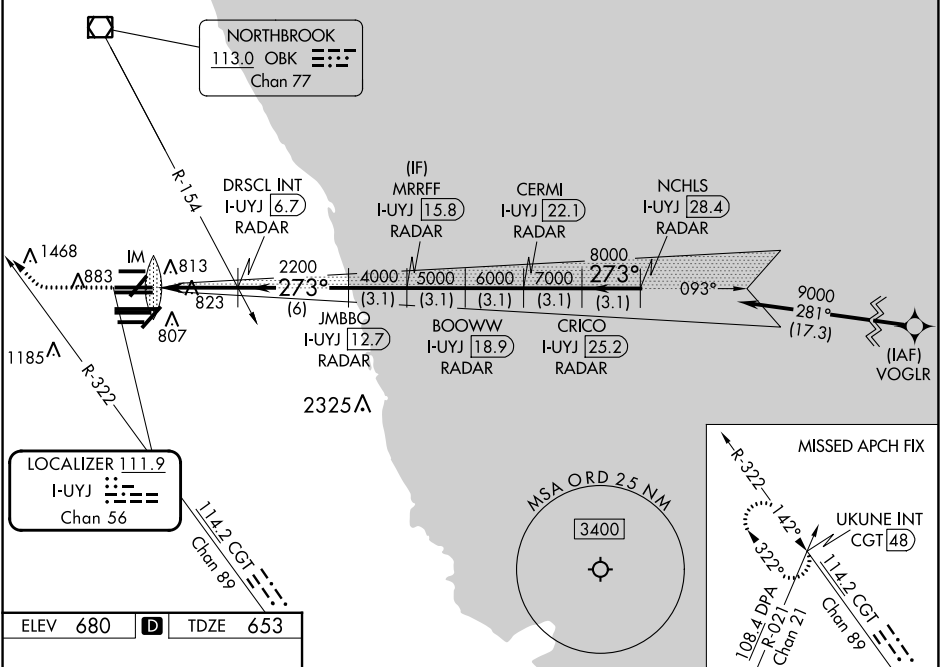 NORTHBROOK
113.0 OBK
Chan 77
R-154
DRSCL INT
I-UYJ 6.7
RADAR
(IF)
MRRFF
I-UYJ 15.8
RADAR
CERMI
I-UYJ 22.1
RADAR
NCHLS
I-UYJ 28.4
RADAR
1468
883
IM
813
823
807
2200
273°
(6)
4000
(3.1)
5000
(3.1)
6000
(3.1)
7000
(3.1)
8000
273°
(3.1)
093°
9000
281°
(17.3)
(IAF)
VOGLR
JMBBO
I-UYJ 12.7
RADAR
BOOWW
I-UYJ 18.9
RADAR
CRICO
I-UYJ 25.2
RADAR
1185
R-322
2325
LOCALIZER 111.9
I-UYJ
Chan 56
114.2 CGT
Chan 89
MSA ORD 25 NM
3400
MISSED APCH FIX
R-322
142°
322°
UKUNE INT
CGT 48
114.2 CGT
Chan 89
108.4 DPA
R-021
Chan 21
ELEV 680 D TDZE 653